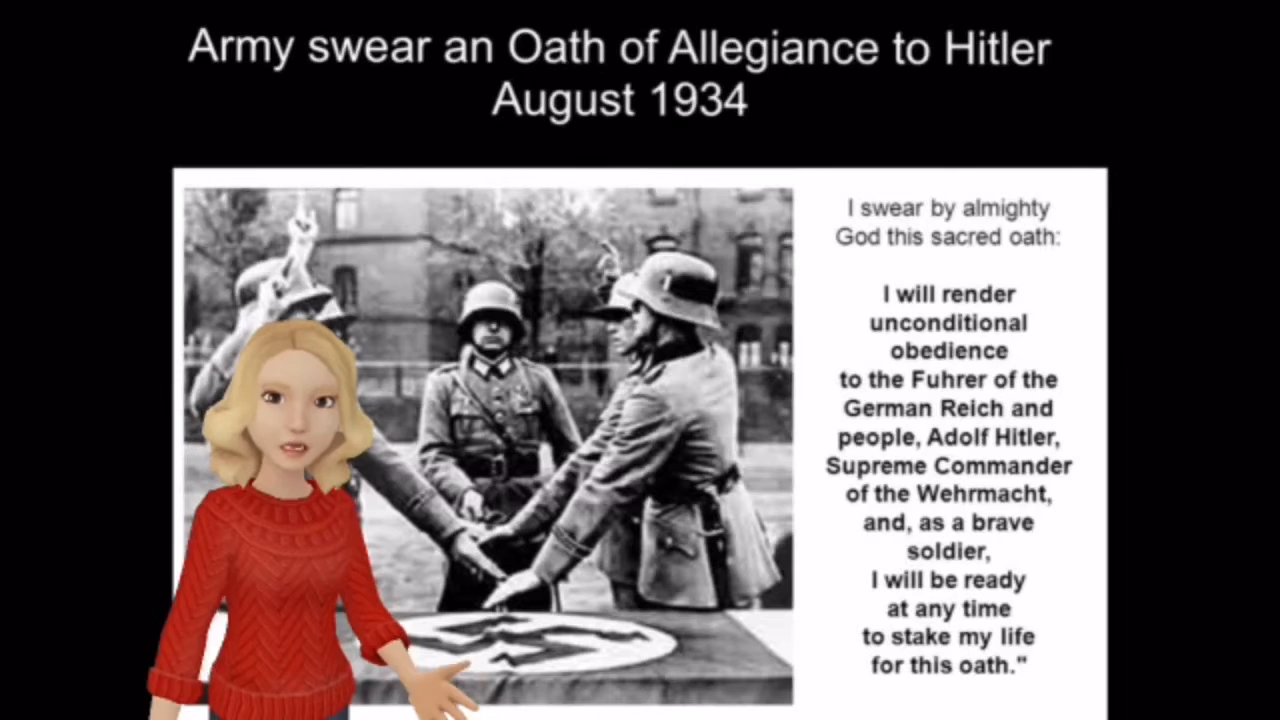 Army swear an Oath of Allegiance to Hitler
August 1934
I swear by almighty
God this sacred oath:
I will render
unconditional
obedience
to the Fuhrer of the
German Reich and
people, Adolf Hitler,
Supreme Commander
of the Wehrmacht,
and, as a brave
soldier,
I will be ready
at any time
to stake my life
for this oath."